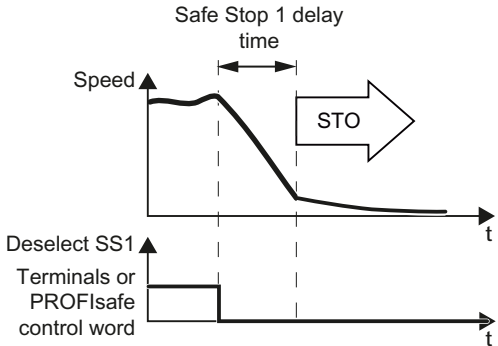 Safe Stop 1 delay
time
Speed
STO
t
Deselect SS1
Terminals or
PROFIsafe
control word
t